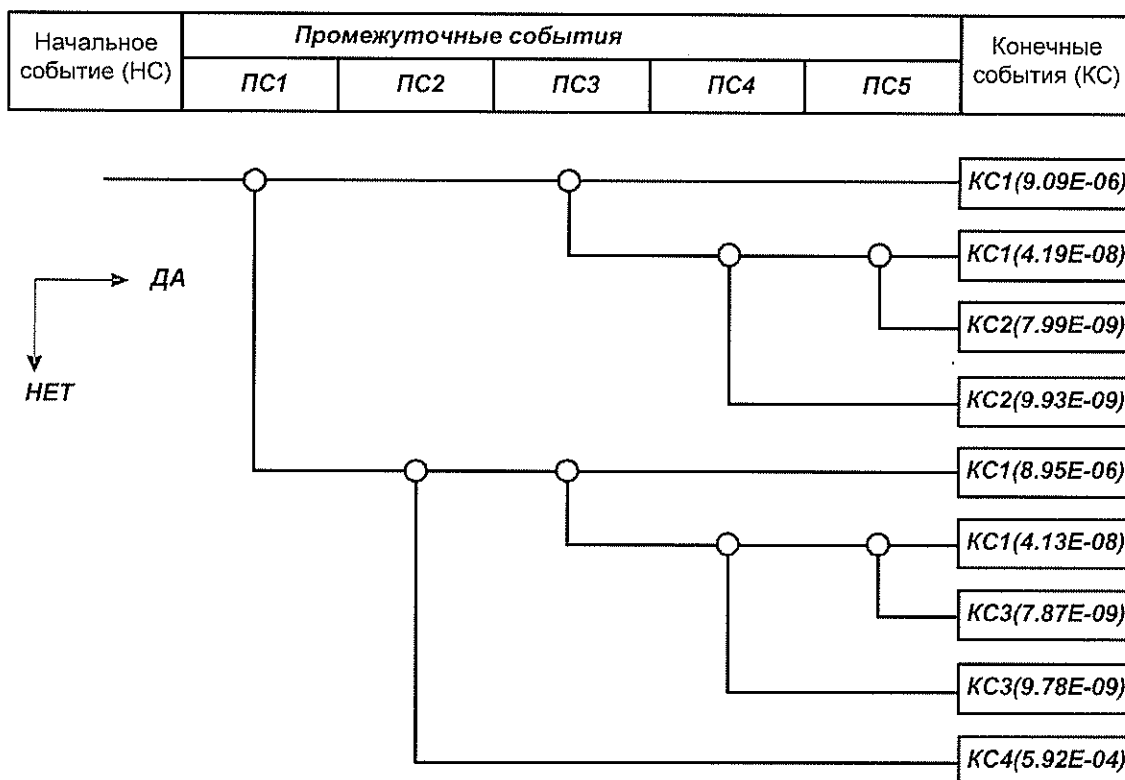 Начальное
событие (НС)
Промежуточные события
ПС1 ПС2 ПС3 ПС4 ПС5
Конечные
события (КС)
КС1(9.09E-06)
КС1(4.19E-08)
ДА
КС2(7.99E-09)
НЕТ
КС2(9.93E-09)
КС1(8.95E-06)
КС1(4.13E-08)
КС3(7.87E-09)
КС3(9.78E-09)
КС4(5.92E-04)